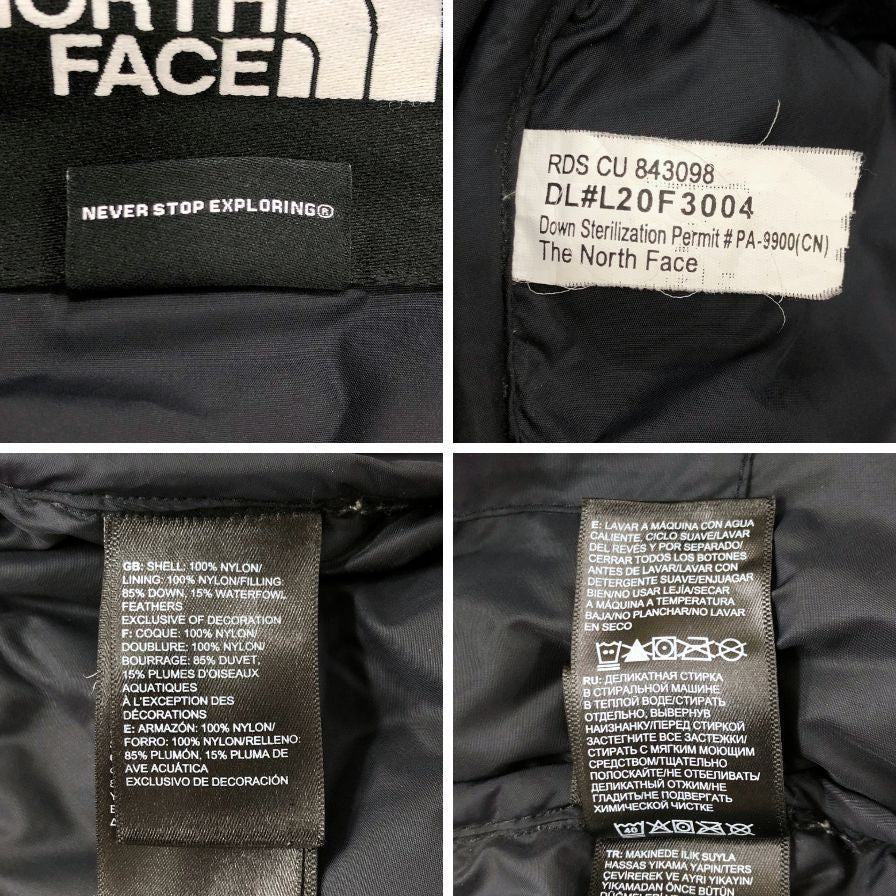 NORTH
FACE
NEVER STOP EXPLORING®
RDS CU 843098
DL#L20F3004
Down Sterilization Permit # PA-9900(CN)
The North Face
GB: SHELL: 100% NYLON/
LINING: 100% NYLON/FILLING:
85% DOWN, 15% WATERFOWL
FEATHERS
EXCLUSIVE OF DECORATION
F: COQUE: 100% NYLON/
DOUBLURE: 100% NYLON/
BOURRAGE: 85% DUVET,
15% PLUMES D'OISEAUX
AQUATIQUES
À L'EXCEPTION DES
DÉCORATIONS
E: ARMAZÓN: 100% NYLON/
FORRO: 100% NYLON/RELLENO:
85% PLUMÓN, 15% PLUMA DE
AVE ACUÁTICA
EXCLUSIVO DE DECORACIÓN
E: LAVAR A MÁQUINA CON AGUA
CALIENTE, CICLO SUAVE/LAVAR
DEL REVÉS Y POR SEPARADO/
CERRAR TODOS LOS BOTONES
ANTES DE LAVAR/LAVAR CON
DETERGENTE SUAVE/ENJUAGAR
BIEN/NO USAR LEJÍA/SECAR
A MÁQUINA A TEMPERATURA
BAJA/NO PLANCHAR/NO LAVAR
EN SECO
RU: ДЕЛИКАТНАЯ СТИРКА
В СТИРАЛЬНОЙ МАШИНЕ
В ТЕПЛОЙ ВОДЕ/СТИРАТЬ
ОТДЕЛЬНО, ВЫВЕРНУВ
НАИЗНАНКУ/ПЕРЕД СТИРКОЙ
ЗАСТЕГНИТЕ ВСЕ ЗАСТЕЖКИ/
СТИРАТЬ С МЯГКИМ МОЮЩИМ
СРЕДСТВОМ/ТЩАТЕЛЬНО
ПОЛОСКАЙТЕ/НЕ ОТБЕЛИВАТЬ/
ДЕЛИКАТНЫЙ ОТЖИМ/НЕ
ГЛАДИТЬ/НЕ ПОДВЕРГАТЬ
ХИМИЧЕСКОЙ ЧИСТКЕ
40
TR: MAKINEDE ILIK SUYLA
HASSAS YIKAMA YAPIN/TERS
ÇEVİREREK VE AYRI YIKAYIN/
YIKAMADAN ÖNCE BÜTÜN